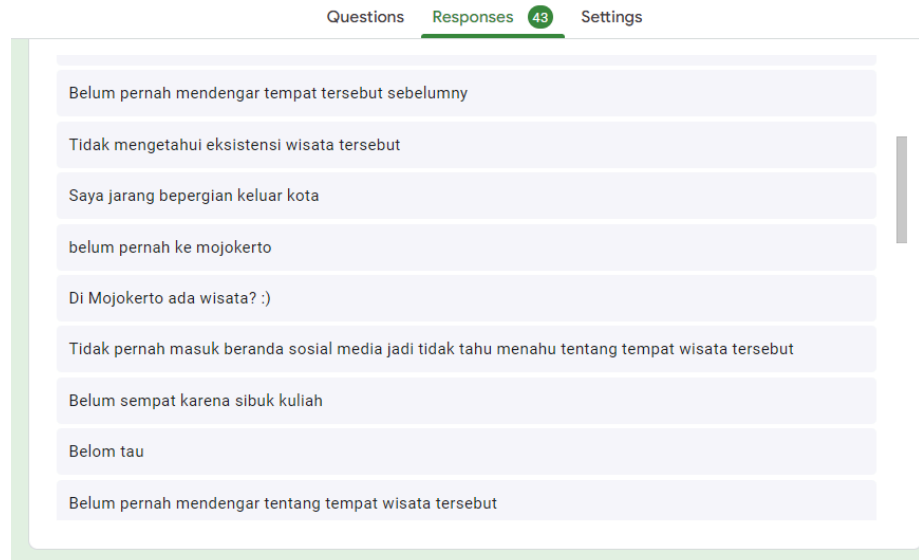 Questions Responses 43 Settings
Belum pernah mendengar tempat tersebut sebelumny
Tidak mengetahui eksistensi wisata tersebut
Saya jarang bepergian keluar kota
belum pernah ke mojokerto
Di Mojokerto ada wisata? :)
Tidak pernah masuk beranda sosial media jadi tidak tahu menahu tentang tempat wisata tersebut
Belum sempat karena sibuk kuliah
Belom tau
Belum pernah mendengar tentang tempat wisata tersebut